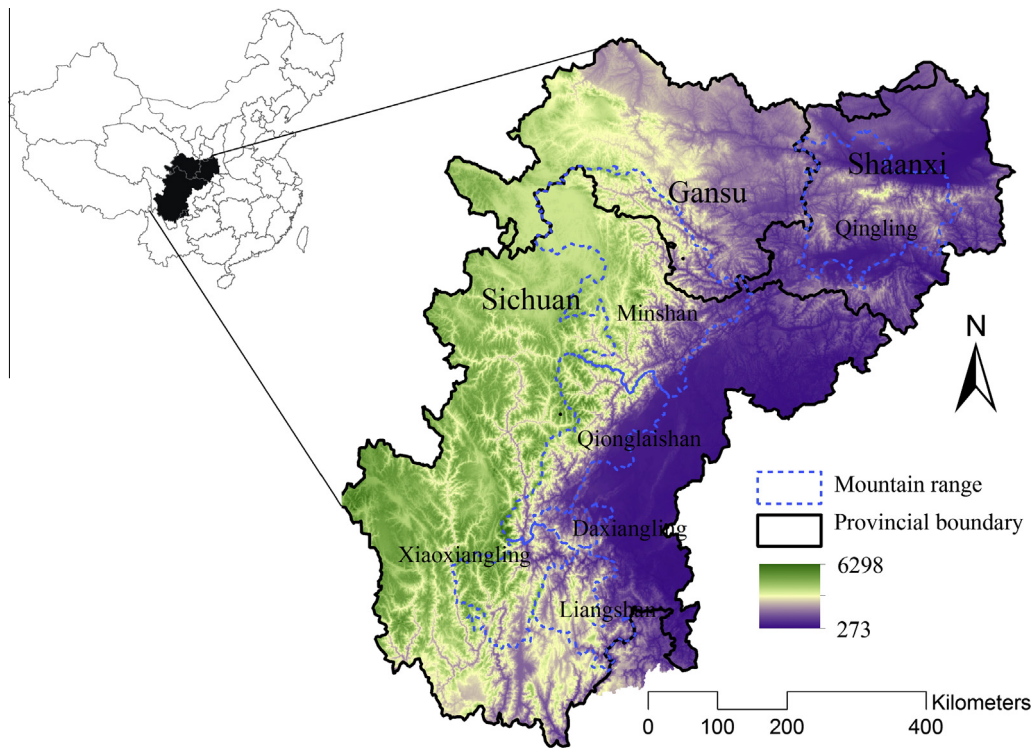 Shaanxi
Gansu
Qingling
Sichuan
Minshan
N
Qionglaishan
Mountain range
Provincial boundary
Daxiangling
Xiaoxiangling
6298
Liangshan
273
Kilometers
0 100 200 400